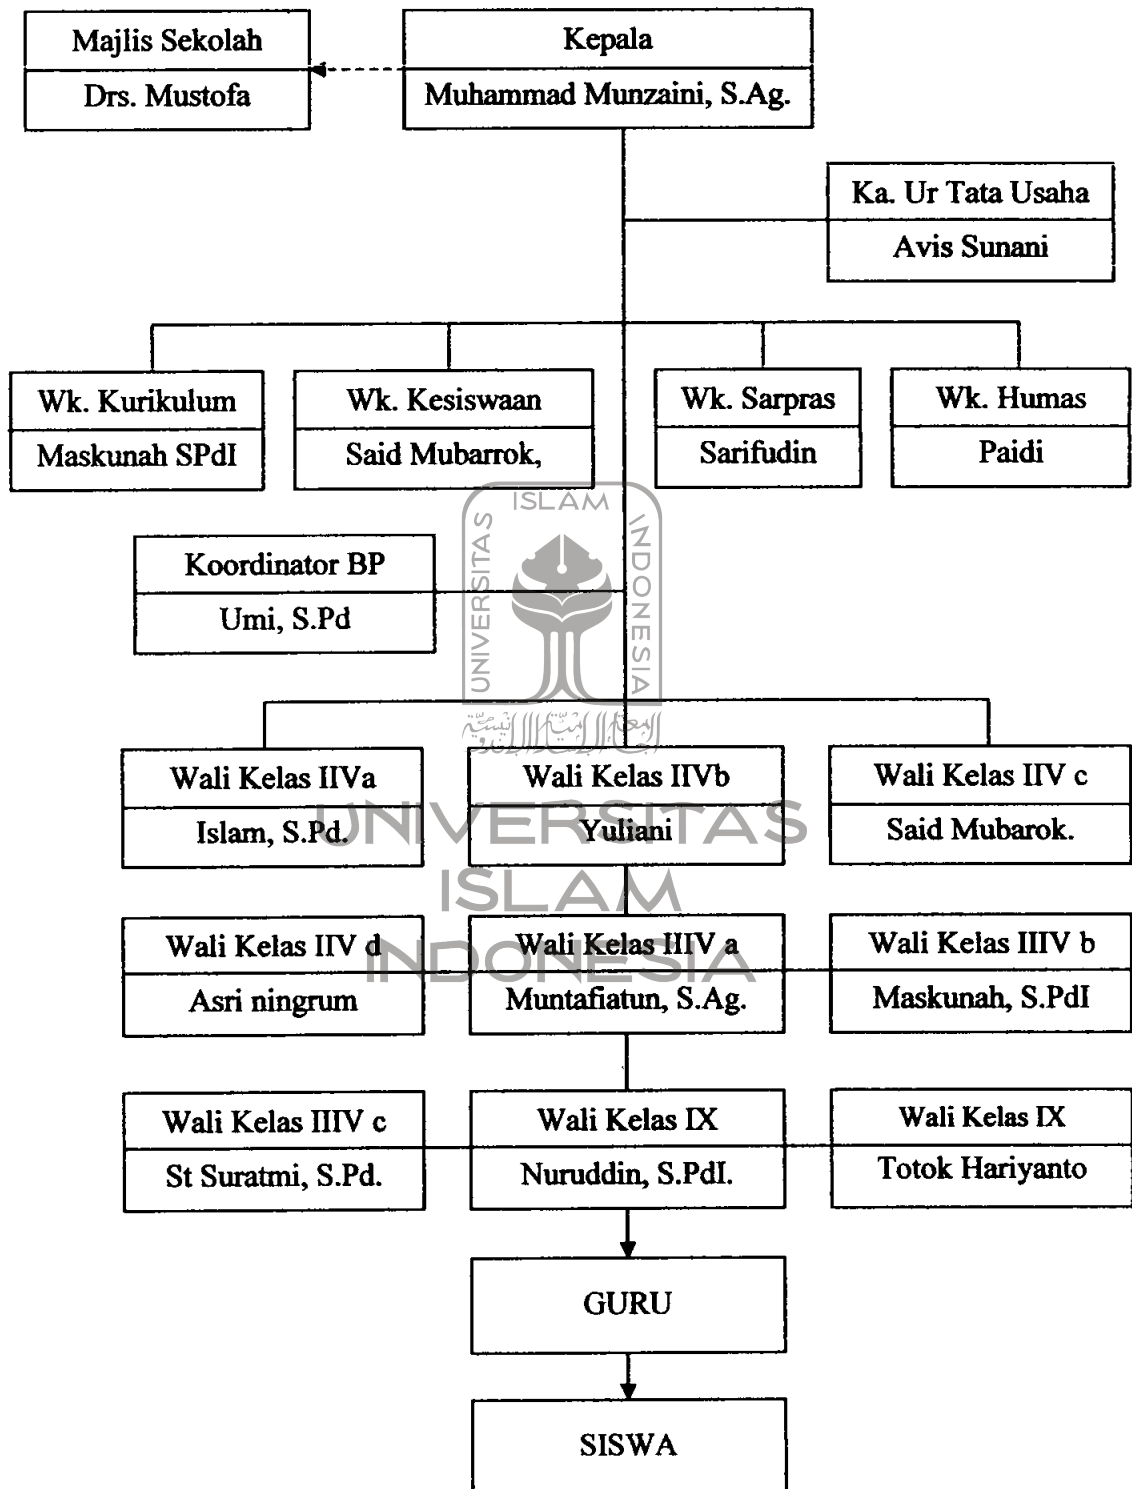 Majlis Sekolah
Drs. Mustofa
Kepala
Muhammad Munzaini, S.Ag.
Ka. Ur Tata Usaha
Avis Sunani
Wk. Kurikulum
Maskunah SPdI
Wk. Kesiswaan
Said Mubarrok,
Wk. Sarpras
Sarifudin
Wk. Humas
Paidi
Koordinator BP
Umi, S.Pd
ISLAM
UNIVERSITAS
INDONESIA
Wali Kelas IIVa
Islam, S.Pd.
Wali Kelas IIVb
Yuliani
Wali Kelas IIV c
Said Mubarok.
UNIVERSITAS
ISLAM
INDONESIA
Wali Kelas IIV d
Asri ningrum
Wali Kelas IIIV a
Muntafiatun, S.Ag.
Wali Kelas IIIV b
Maskunah, S.PdI
Wali Kelas IIIV c
St Suratmi, S.Pd.
Wali Kelas IX
Nuruddin, S.PdI.
Wali Kelas IX
Totok Hariyanto
GURU
SISWA